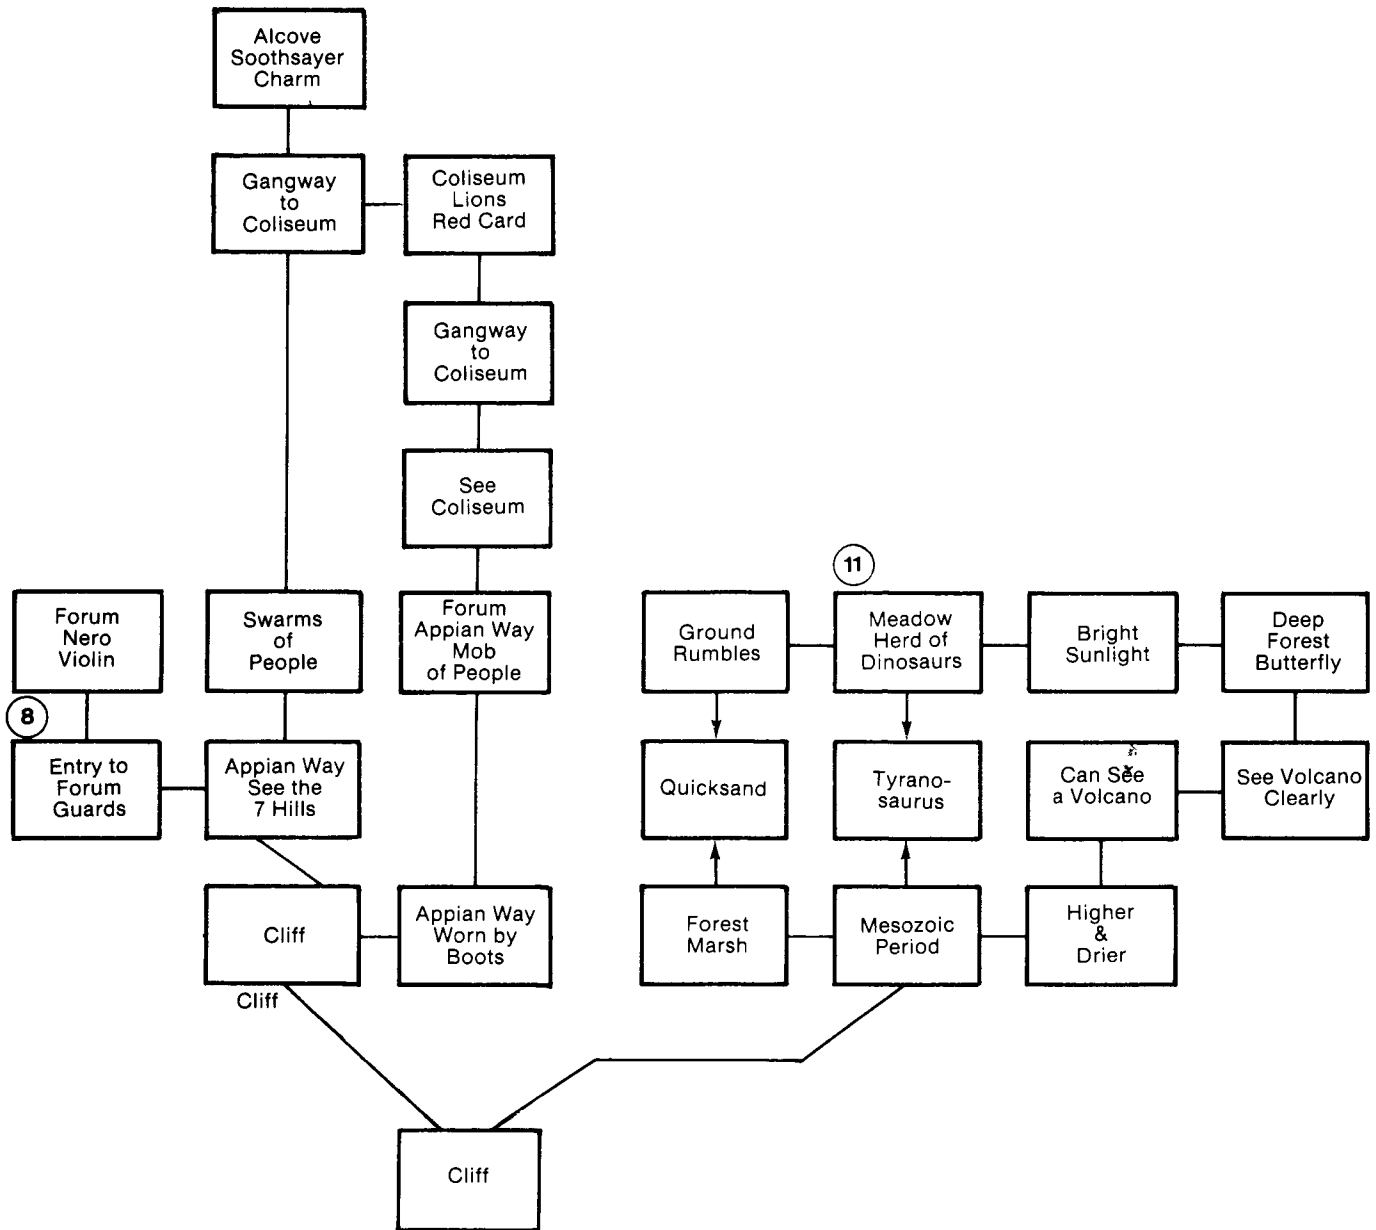 Alcove
Soothsayer
Charm
Gangway
to
Coliseum
Coliseum
Lions
Red Card
Gangway
to
Coliseum
See
Coliseum
Forum
Nero
Violin
Swarms
of
People
Forum
Appian Way
Mob
of People
Ground
Rumbles
11
Meadow
Herd of
Dinosaurs
Bright
Sunlight
Deep
Forest
Butterfly
8
Entry to
Forum
Guards
Appian Way
See the
7 Hills
Quicksand
Tyrano-
saurus
Can See
a Volcano
See Volcano
Clearly
Cliff
Appian Way
Worn by
Boots
Forest
Marsh
Mesozoic
Period
Higher
&
Drier
Cliff
Cliff